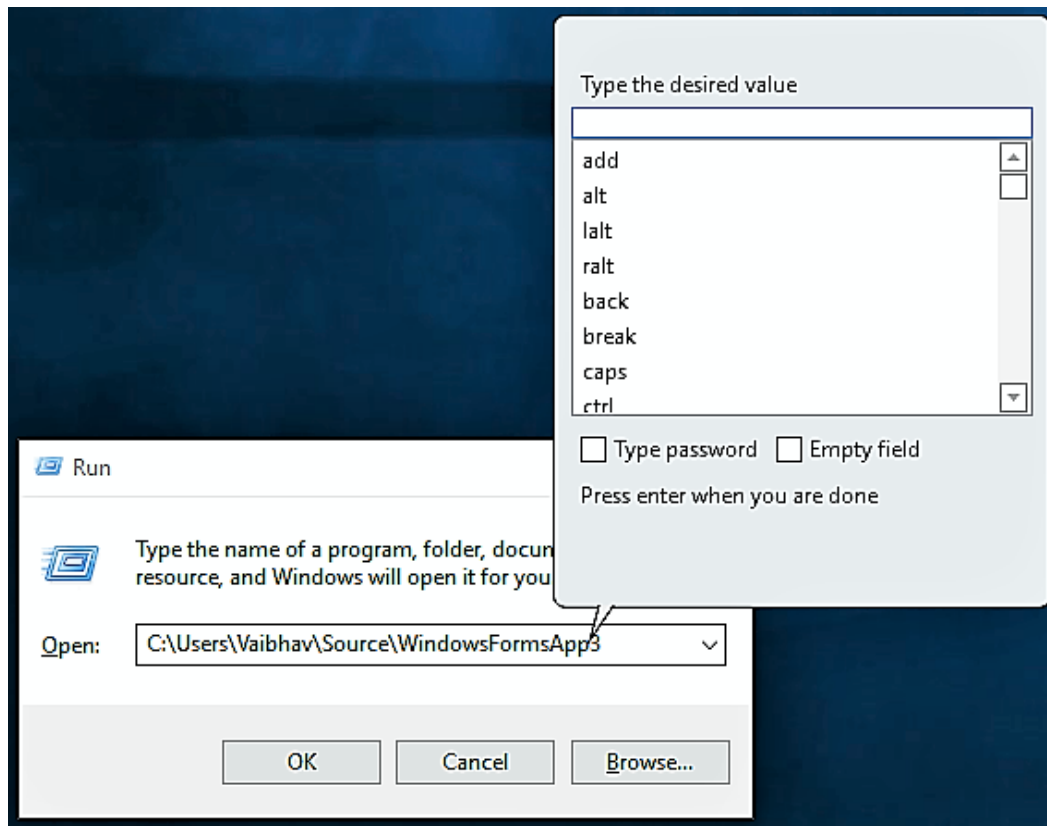 Type the desired value
add
alt
lalt
ralt
back
break
caps
ctrl
Type password
Empty field
Press enter when you are done
Run
Type the name of a program, folder, docum
resource, and Windows will open it for you
Open:
C:\Users\Vaibhav\Source\WindowsFormsApp3
OK
Cancel
Browse...